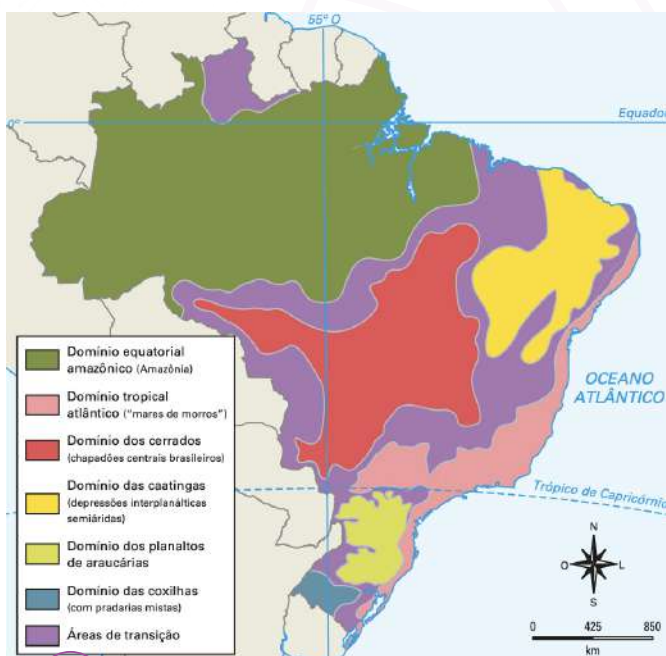 55º O
0º
Equador
OCEANO
ATLÂNTICO
Trópico de Capricórnio
Domínio equatorial
amazônico (Amazônia)
Domínio tropical
atlântico ("mares de morros")
Domínio dos cerrados
(chapadões centrais brasileiros)
Domínio das caatingas
(depressões interplanálticas
semiáridas)
Domínio dos planaltos
de araucárias
Domínio das coxilhas
(com pradarias mistas)
Áreas de transição
N
O
L
S
0 425 850
km